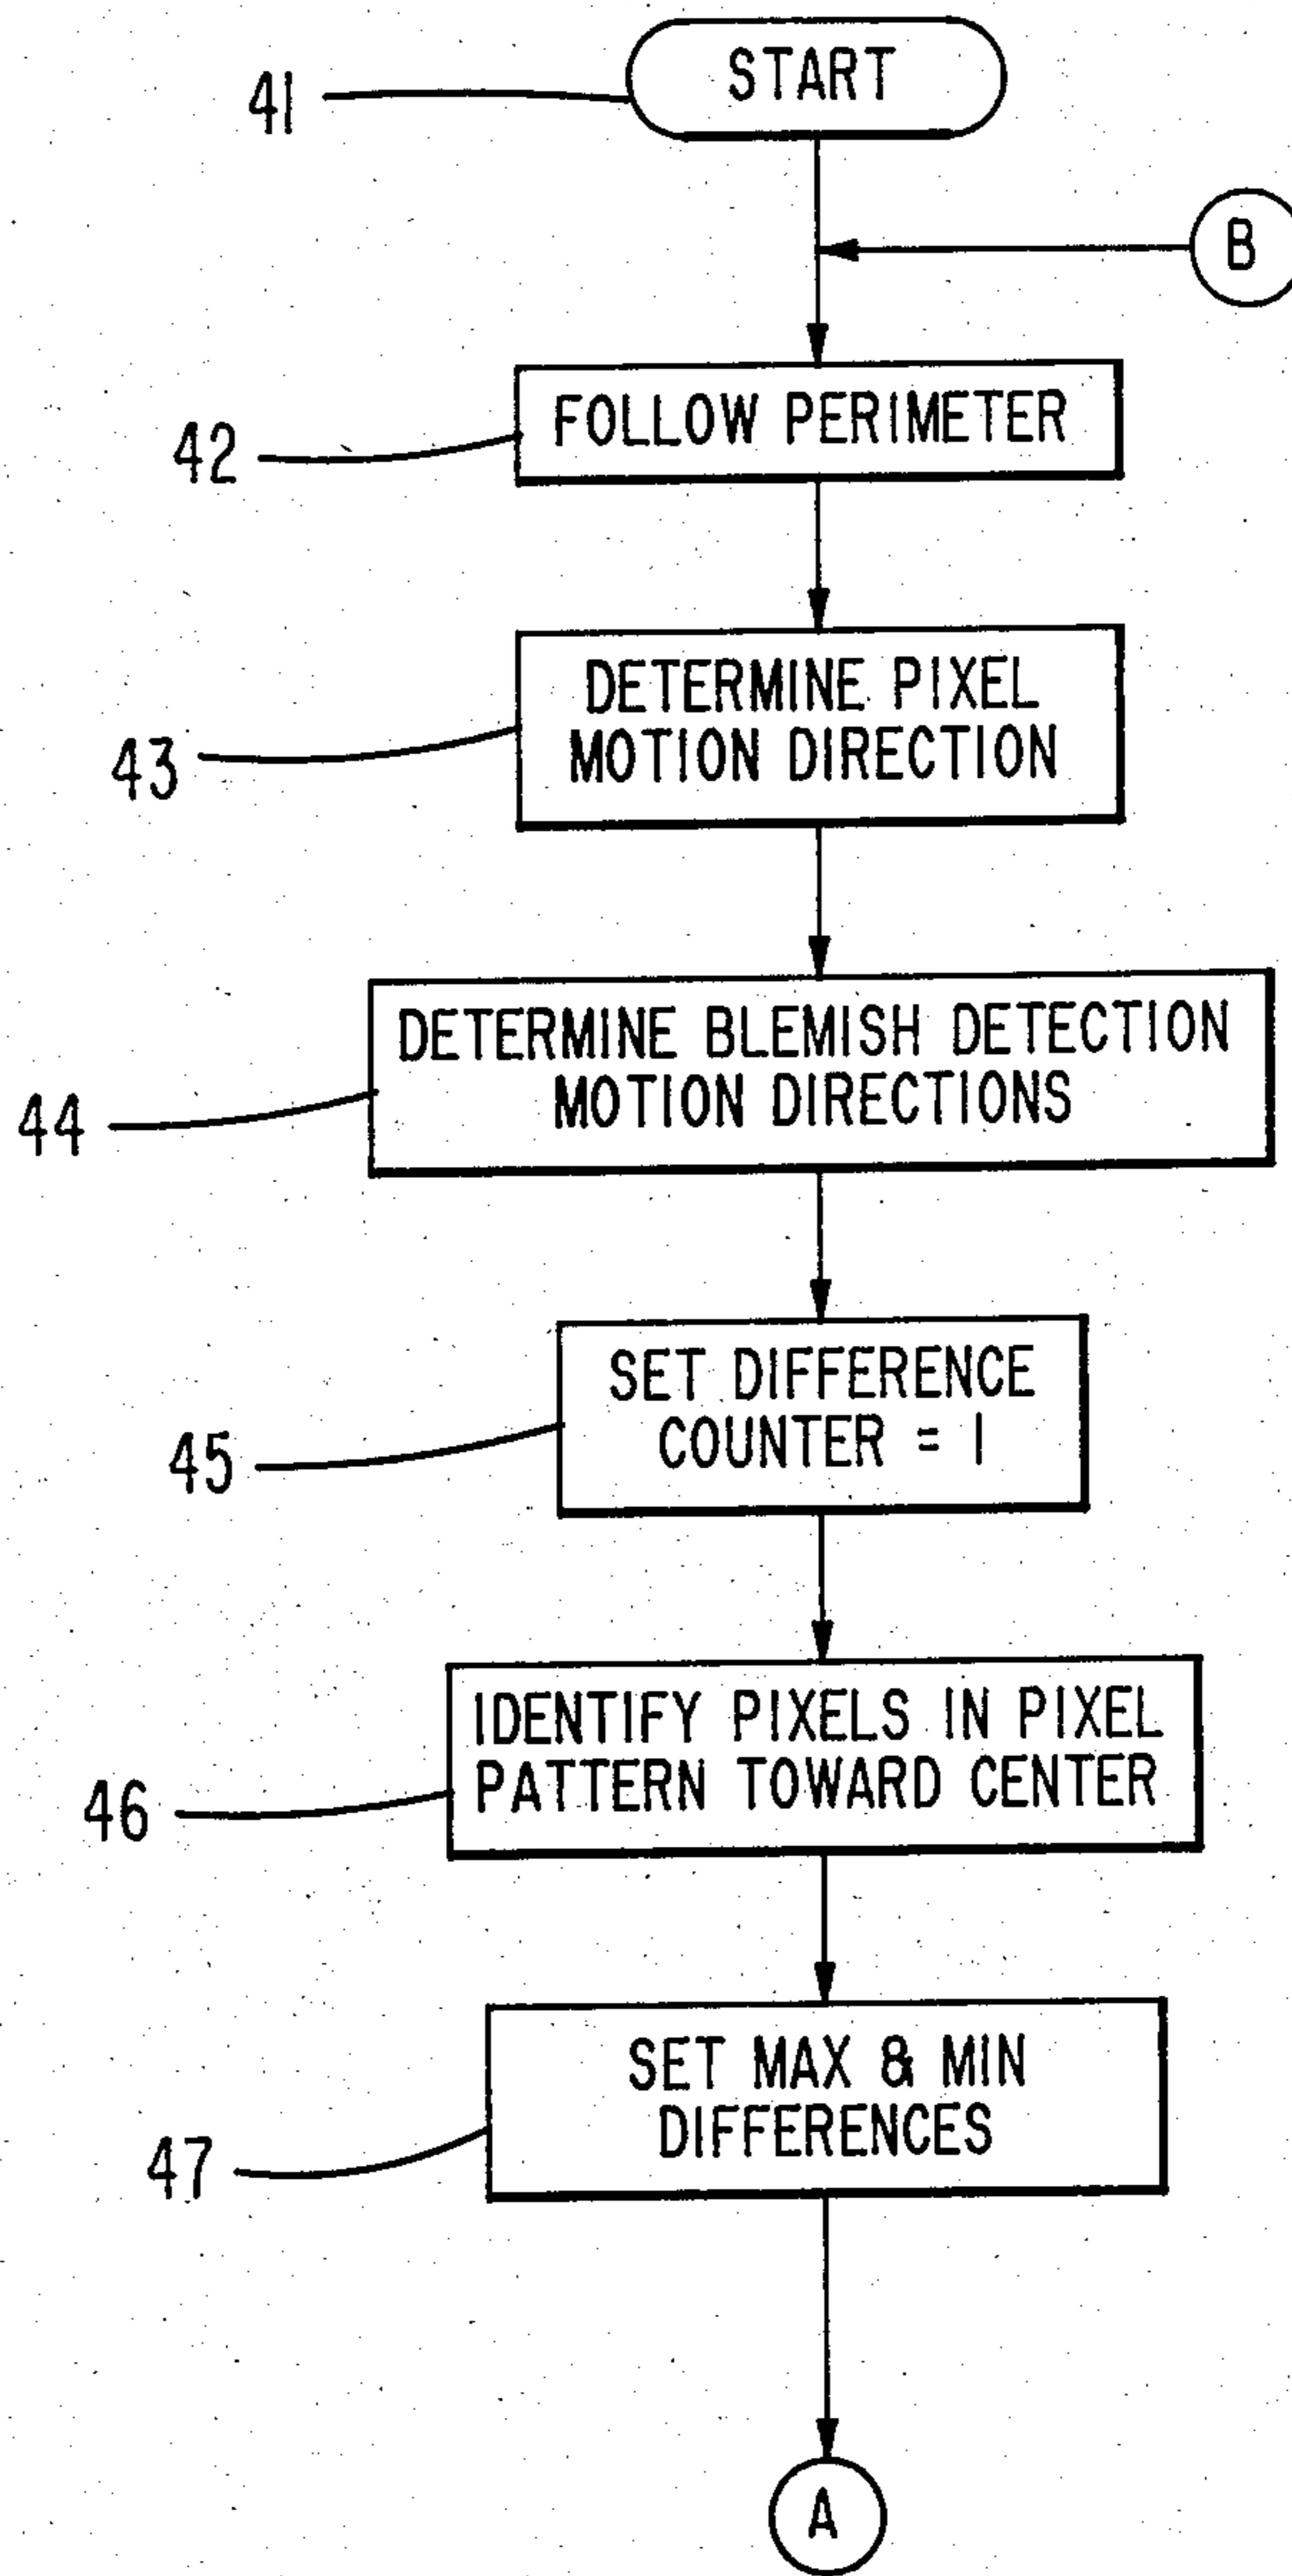 START
41
B
FOLLOW PERIMETER
42
DETERMINE PIXEL
MOTION DIRECTION
43
DETERMINE BLEMISH DETECTION
MOTION DIRECTIONS
44
SET DIFFERENCE
COUNTER = 1
45
IDENTIFY PIXELS IN PIXEL
PATTERN TOWARD CENTER
46
SET MAX & MIN
DIFFERENCES
47
A